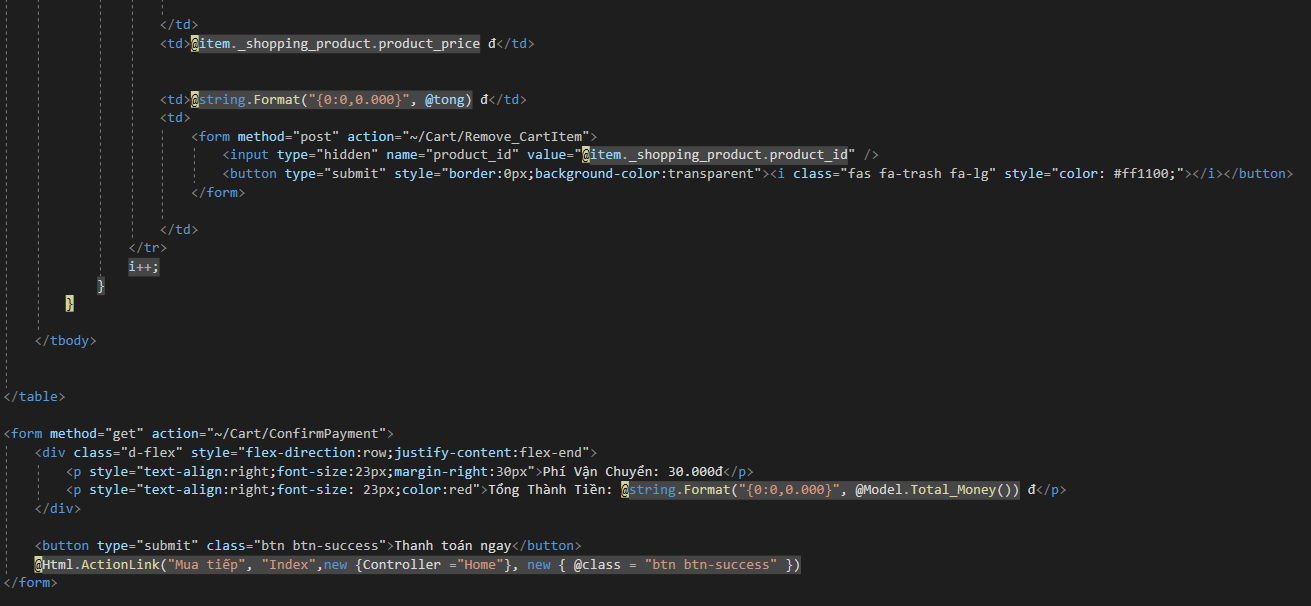 </td>
<td>@item._shopping_product.product_price đ</td>
<td>@string.Format("{0:0,0.000}", @tong) đ</td>
<td>
<form method="post" action="~/Cart/Remove_CartItem">
<input type="hidden" name="product_id" value="@item._shopping_product.product_id" />
<button type="submit" style="border:0px;background-color:transparent"><i class="fas fa-trash fa-lg" style="color: #ff1100;"></i></button>
</form>
</td>
</tr>
i++;
}
}
</tbody>
</table>
<form method="get" action="~/Cart/ConfirmPayment">
<div class="d-flex" style="flex-direction:row;justify-content:flex-end">
<p style="text-align:right;font-size:23px;margin-right:30px">Phí Vận Chuyển: 30.000đ</p>
<p style="text-align:right;font-size: 23px;color:red">Tổng Thành Tiền: @string.Format("{0:0,0.000}", @Model.Total_Money()) đ</p>
</div>
<button type="submit" class="btn btn-success">Thanh toán ngay</button>
@Html.ActionLink("Mua tiếp", "Index",new {Controller ="Home"}, new { @class = "btn btn-success" })
</form>